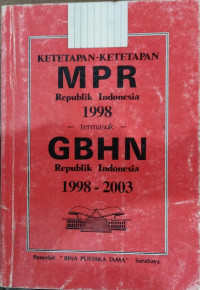 KETETAPAN-KETETAPAN
MPR
Republik Indonesia
1998
— termasuk —
GBHN
Republik Indonesia
1998 - 2003
Penerbit "BINA PUSTAKA TAMA" Surabaya